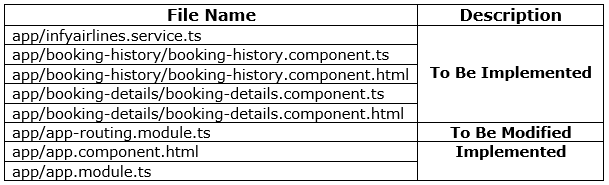 File Name Description
app/infyairlines.service.ts
app/booking-history/booking-history.component.ts
app/booking-history/booking-history.component.html
app/booking-details/booking-details.component.ts
app/booking-details/booking-details.component.html
To Be Implemented
app/app-routing.module.ts To Be Modified
app/app.component.html Implemented
app/app.module.ts